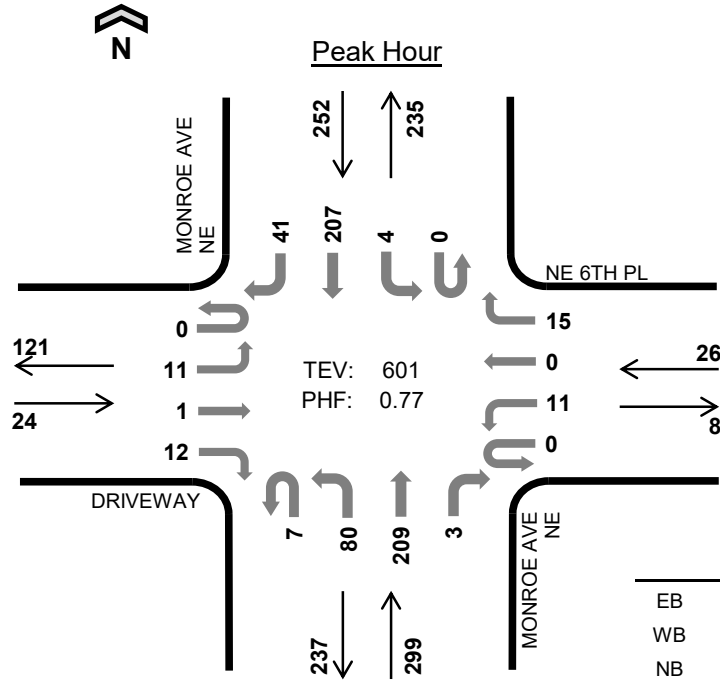 N
Peak Hour
252
235
MONROE AVE
NE
41
207
4
0
NE 6TH PL
0
15
121
11
TEV: 601
0
26
24
1
PHF: 0.77
11
8
12
0
DRIVEWAY
7
80
209
3
MONROE AVE
NE
237
299
EB
WB
NB